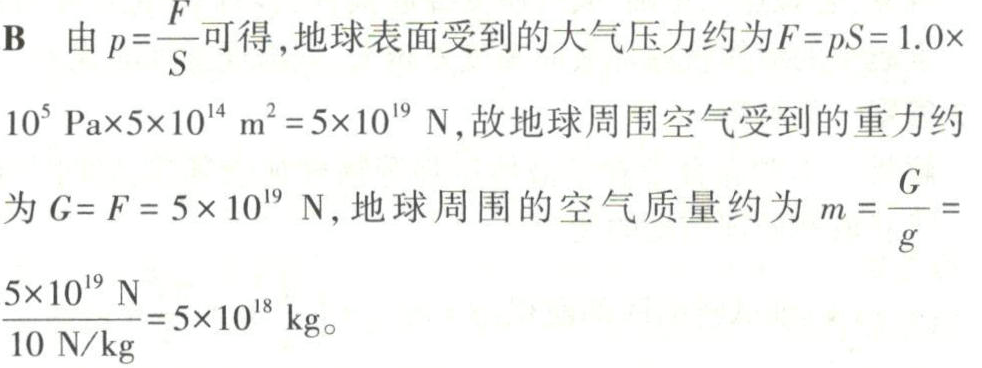 B 由 p=F/S可得,地球表面受到的大气压力约为F=pS=1.0×
10⁵ Pa×5×10¹⁴ m²=5×10¹⁹ N,故地球周围空气受到的重力约
为 G=F=5×10¹⁹ N,地球周围的空气质量约为 m=G/g=
5×10¹⁹ N/10 N/kg=5×10¹⁸ kg。